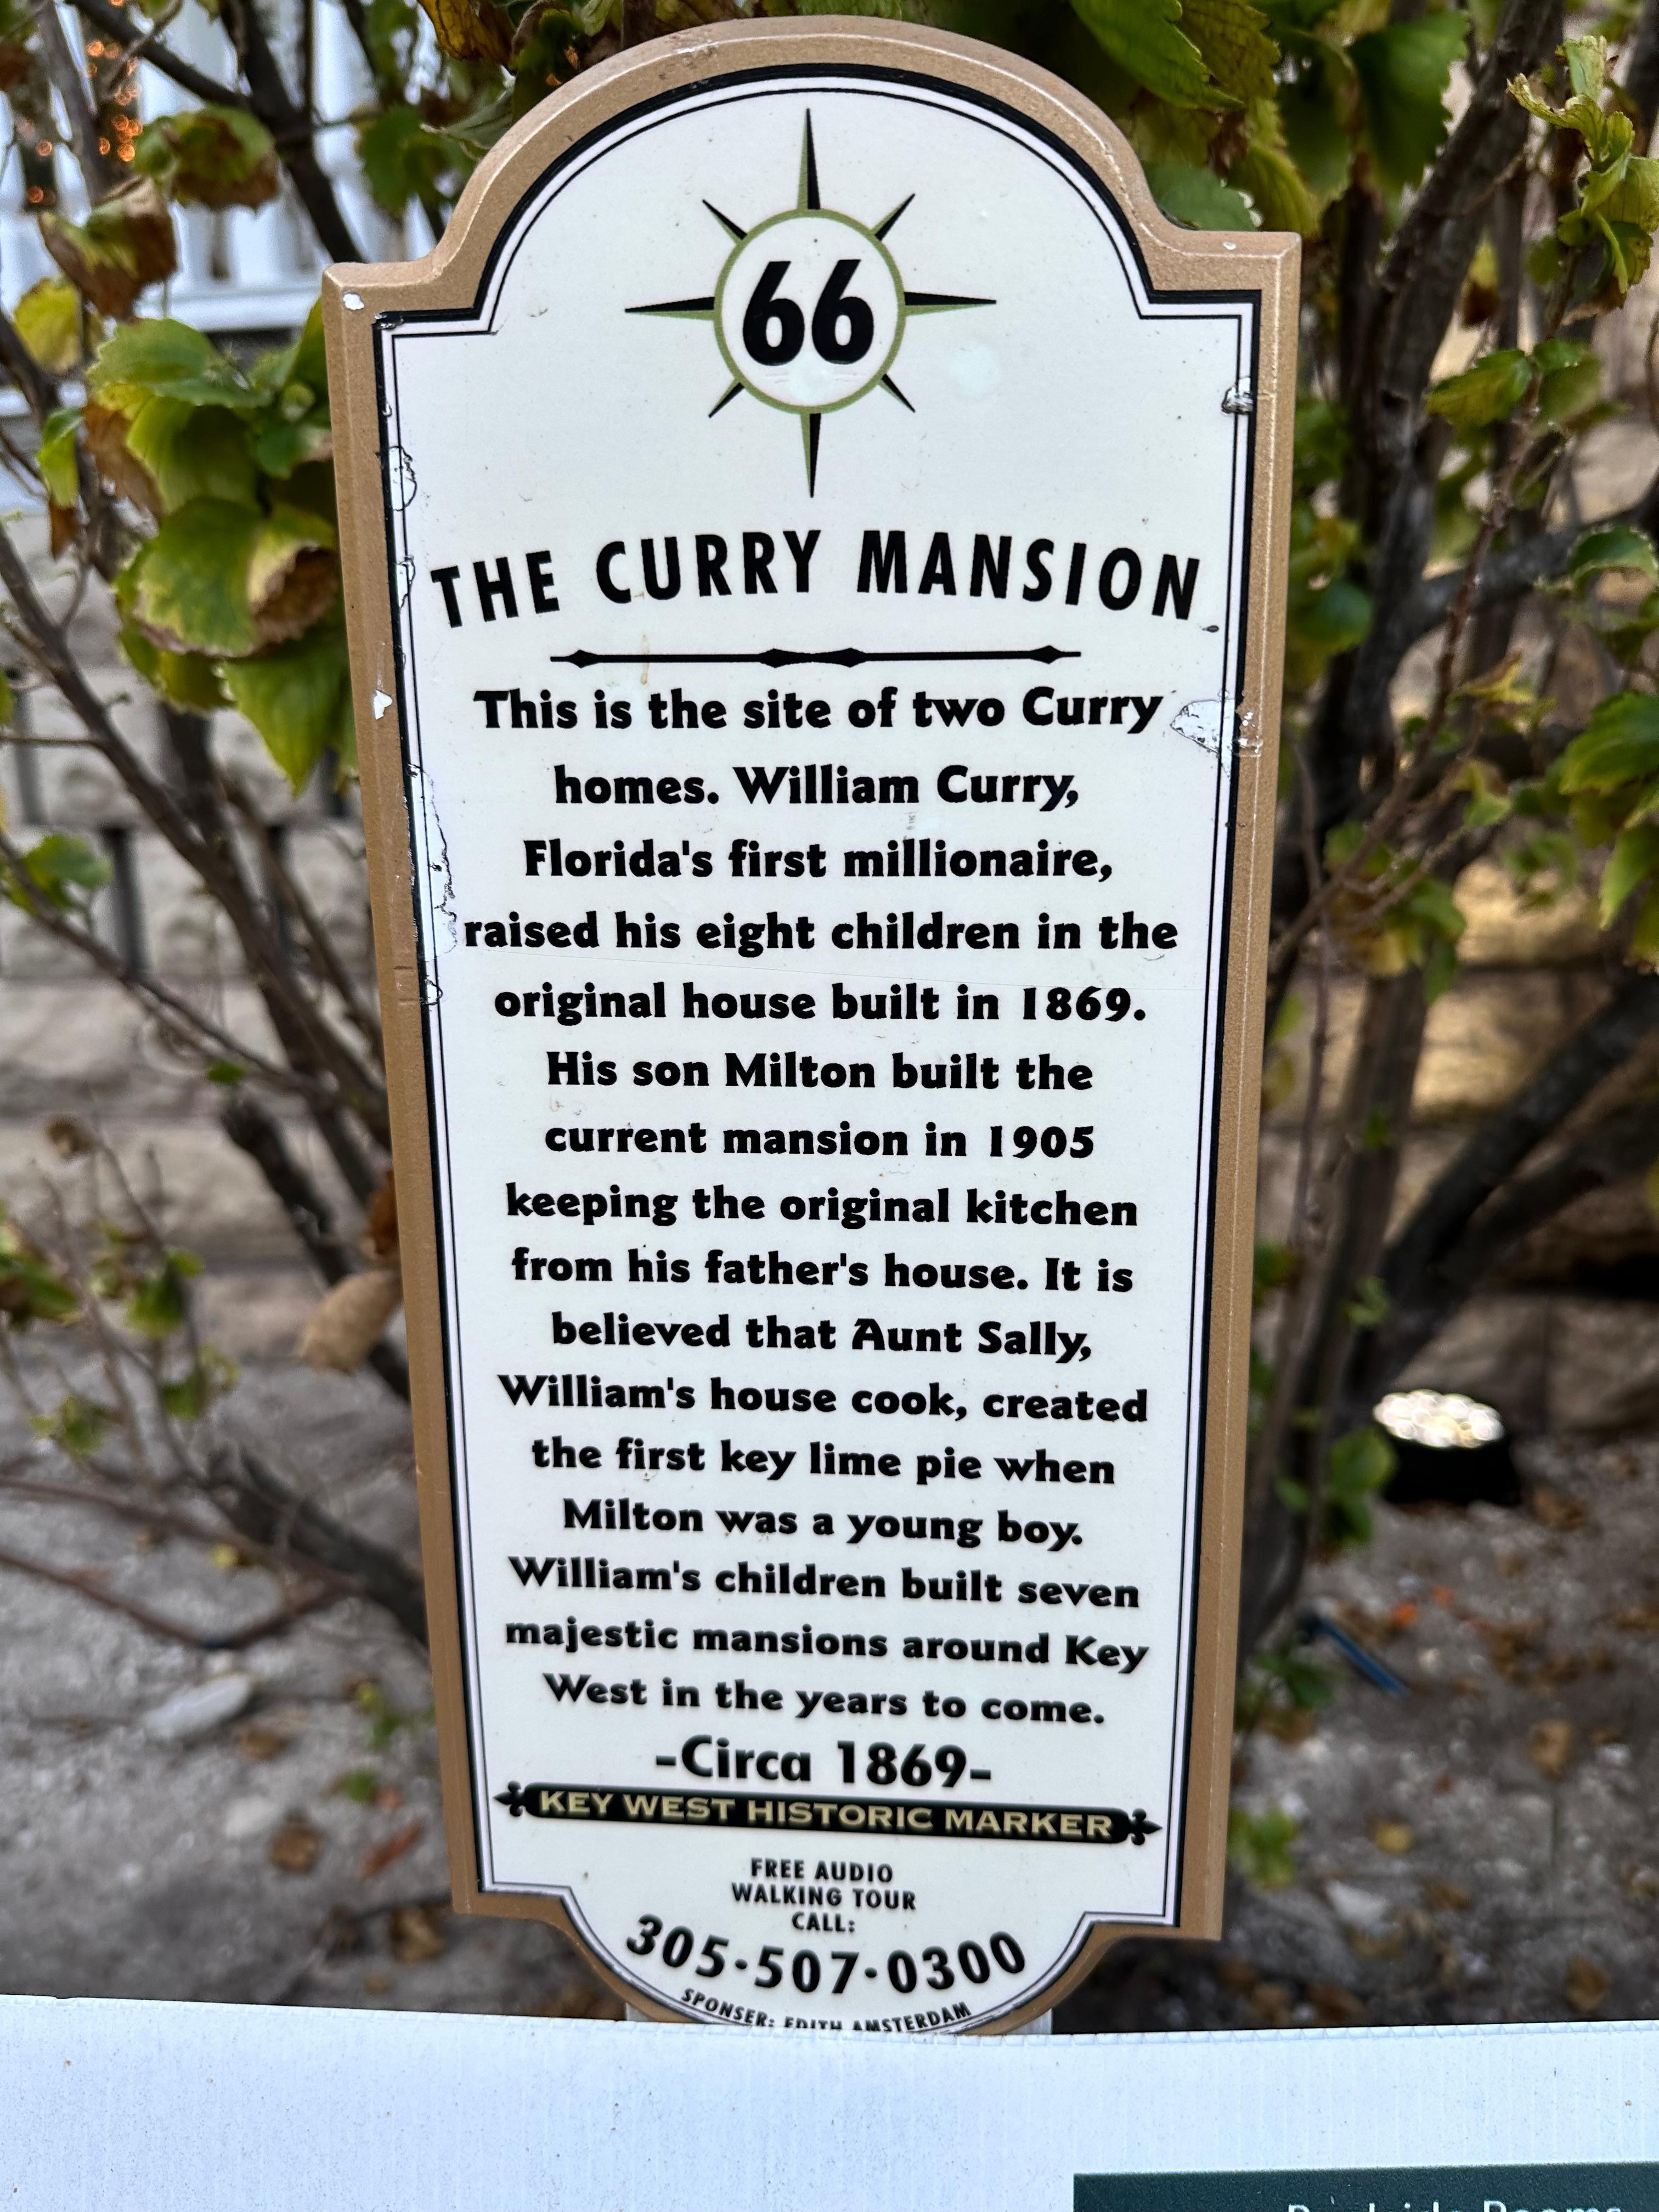 66
THE CURRY MANSION
This is the site of two Curry
homes. William Curry,
Florida's first millionaire,
raised his eight children in the
original house built in 1869.
His son Milton built the
current mansion in 1905
keeping the original kitchen
from his father's house. It is
believed that Aunt Sally,
William's house cook, created
the first key lime pie when
Milton was a young boy.
William's children built seven
majestic mansions around Key
West in the years to come.
-Circa 1869-
KEY WEST HISTORIC MARKER
FREE AUDIO
WALKING TOUR
CALL:
305·507·0300
SPONSER: EDITH AMSTERDAM